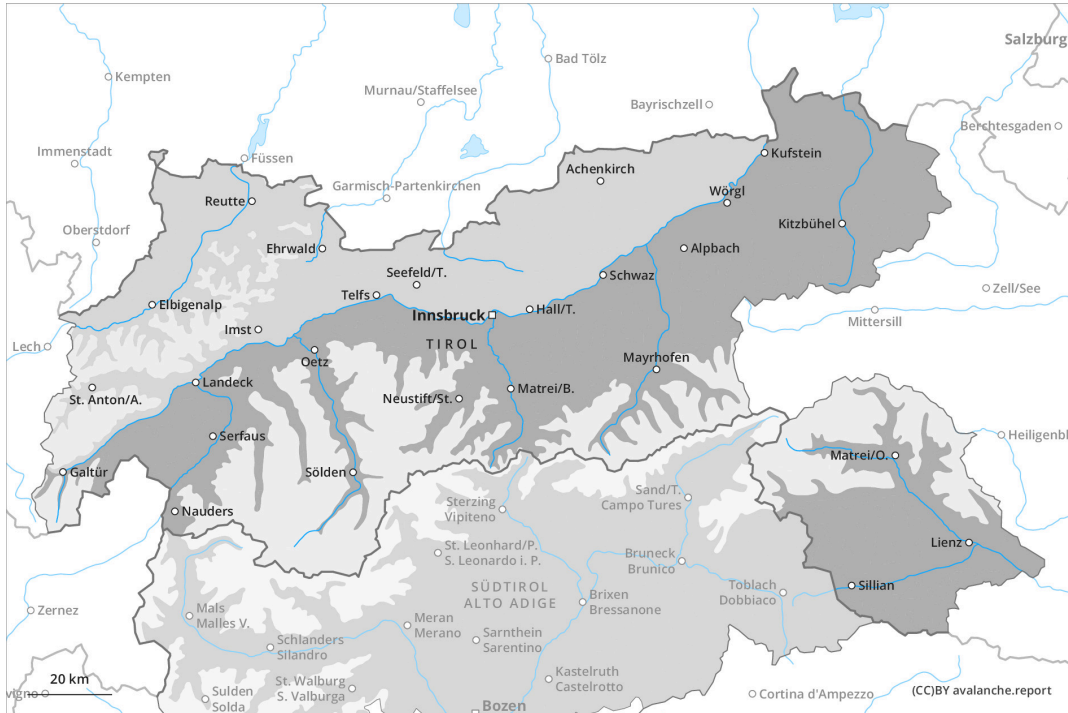 Salzburg
Kempten
Bad Tölz
Murnau/Staffelsee
Bayrischzell
Berchtesgaden
Immenstadt
Füssen
Kufstein
Achenkirch
Garmisch-Partenkirchen
Reutte
Wörgl
Oberstdorf
Ehrwald
Kitzbühel
Alpbach
Seefeld/T.
Schwaz
Zell/See
Telfs
Elbigenalp
Innsbruck
Hall/T.
Mittersill
Imst
TIROL
Lech
Oetz
Mayrhofen
Landeck
Matrei/B.
St. Anton/A.
Neustift/St.
Serfaus
Heiligenbl
Matrei/O.
Galtür
Sölden
Sterzing
Vipiteno
Sand/T.
Campo Tures
Nauders
Lienz
St. Leonhard/P.
S. Leonardo i. P.
Bruneck
Brunico
SÜDTIROL
ALTO ADIGE
Toblach
Dobbiaco
Sillian
Brixen
Bressanone
Zernez
Mals
Malles V.
Meran
Merano
Sarnthein
Sarentino
Schlanders
Silandro
Kastelruth
Castelrotto
20 km
St. Walburg
S. Valburga
vigno
Sulden
Solda
Cortina d'Ampezzo
(CC)BY avalanche.report
Bozen